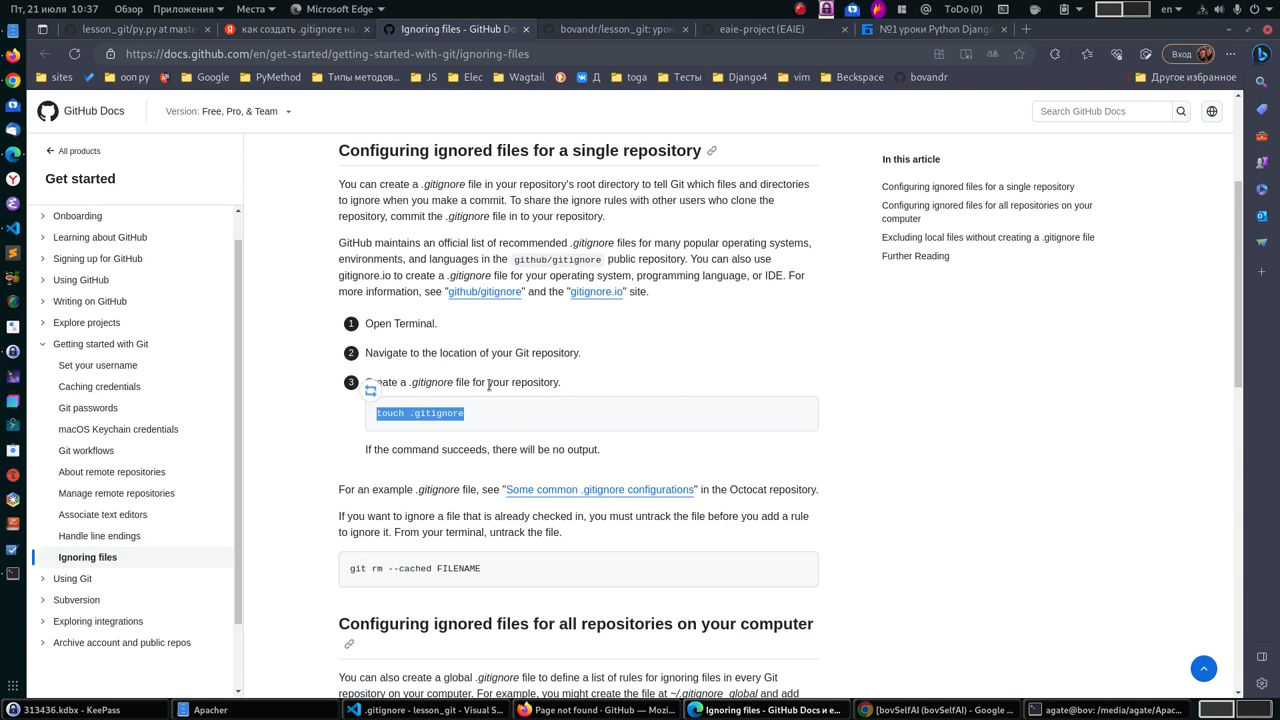 Пт, 21 июля 10:37
Обзор
Приложения
Места
Microsoft Edge
ToDo(0)
en
lesson_git/py.py at maste
как создать .gitignore на
Ignoring files - GitHub Do
bovandr/lesson_git: урок
eaie-project (EAIE)
№1 уроки Python Django
https://docs.github.com/en/get-started/getting-started-with-git/ignoring-files
Вход
sites
оопру
Google
PyMethod
Типы методов...
JS
Elec
Wagtail
Д
toga
Тесты
Django4
vim
Beckspace
bovandr
Другое избранное
GitHub Docs
Version: Free, Pro, & Team
Search GitHub Docs
All products
Get started
Onboarding
Learning about GitHub
Signing up for GitHub
Using GitHub
Writing on GitHub
Explore projects
Getting started with Git
Set your username
Caching credentials
Git passwords
macOS Keychain credentials
Git workflows
About remote repositories
Manage remote repositories
Associate text editors
Handle line endings
Ignoring files
Using Git
Subversion
Exploring integrations
Archive account and public repos
Configuring ignored files for a single repository
You can create a .gitignore file in your repository's root directory to tell Git which files and directories
to ignore when you make a commit. To share the ignore rules with other users who clone the
repository, commit the .gitignore file in to your repository.
GitHub maintains an official list of recommended .gitignore files for many popular operating systems,
environments, and languages in the github/gitignore public repository. You can also use
gitignore.io to create a .gitignore file for your operating system, programming language, or IDE. For
more information, see "github/gitignore" and the "gitignore.io" site.
1 Open Terminal.
2 Navigate to the location of your Git repository.
3 Create a .gitignore file for your repository.
touch .gitignore
If the command succeeds, there will be no output.
For an example .gitignore file, see "Some common .gitignore configurations" in the Octocat repository.
If you want to ignore a file that is already checked in, you must untrack the file before you add a rule
to ignore it. From your terminal, untrack the file.
git rm --cached FILENAME
Configuring ignored files for all repositories on your computer
You can also create a global .gitignore file to define a list of rules for ignoring files in every Git
repository on your computer. For example, you might create the file at ~/.gitignore_global and add
In this article
Configuring ignored files for a single repository
Configuring ignored files for all repositories on your
computer
Excluding local files without creating a .gitignore file
Further Reading
313436.kdbx - KeePass
Apacher
.gitignore - lesson_git - Visual S...
Page not found · GitHub — Mozi...
Ignoring files - GitHub Docs и е...
[bovSelfAI (bovSelfAI) - Google ...
agate@bov: /media/agate/Apac...